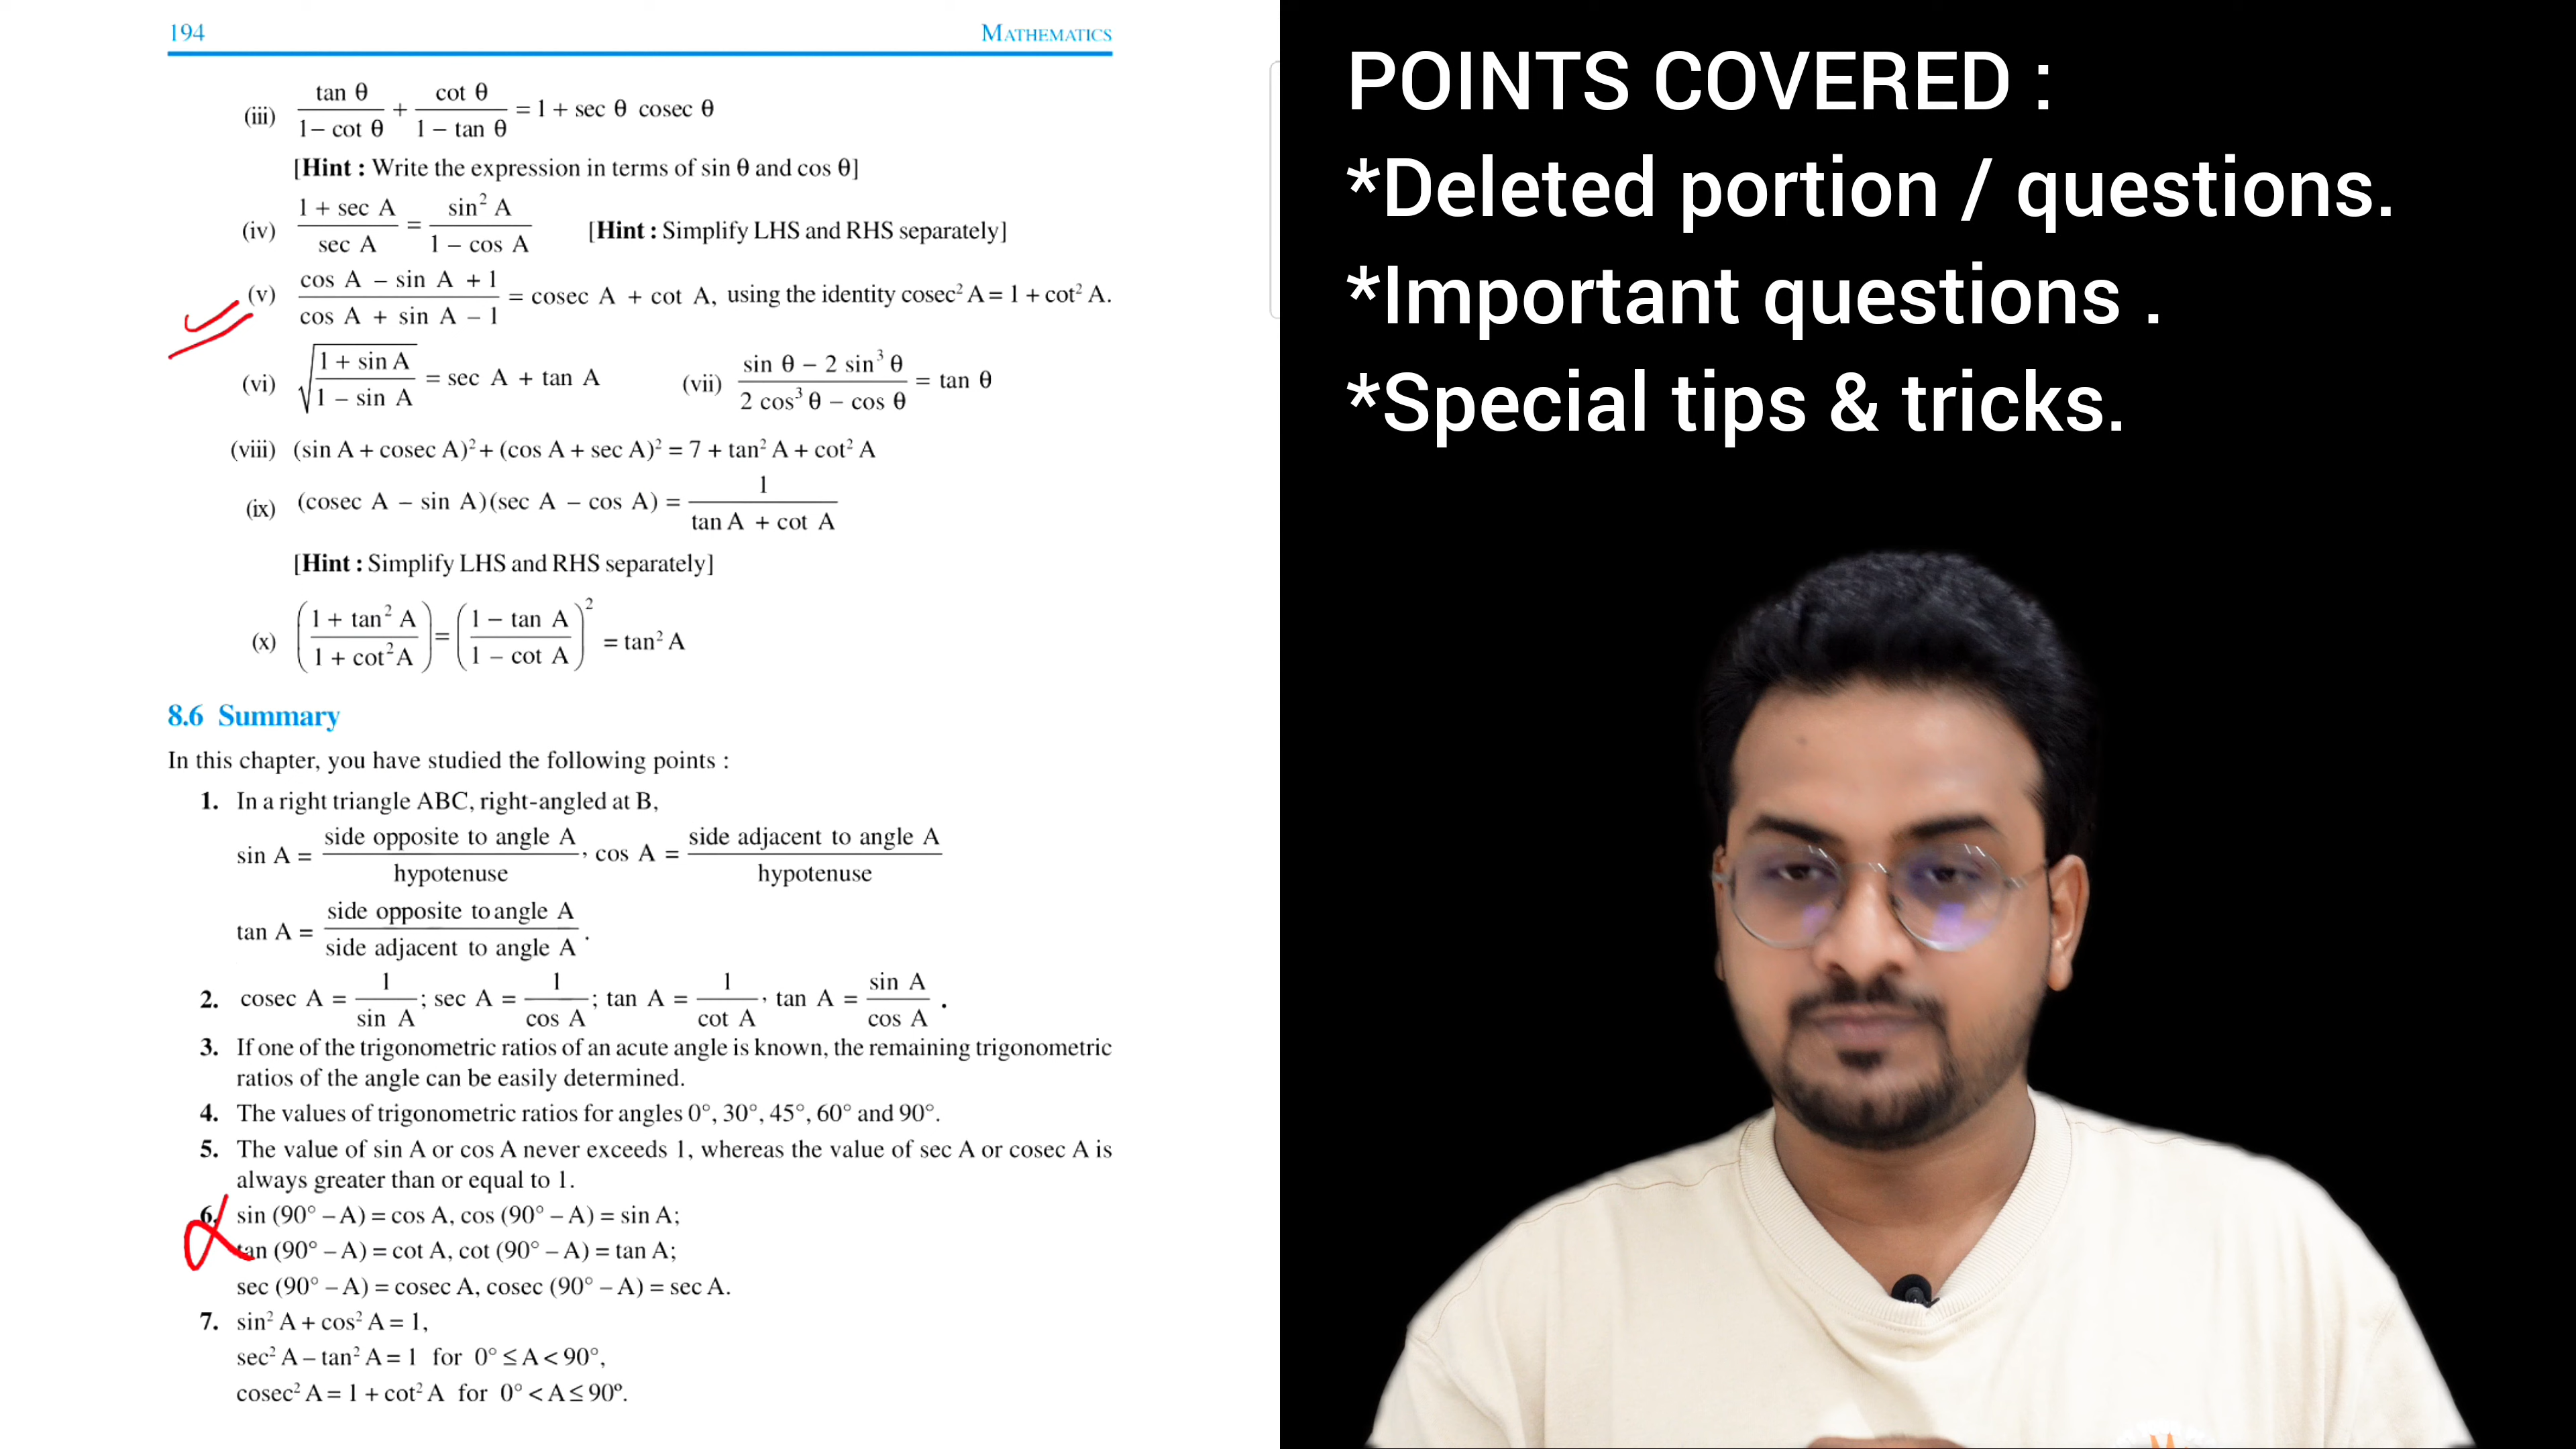 194 MATHEMATICS
(iii) tan θ / 1 – cot θ + cot θ / 1 – tan θ = 1 + sec θ cosec θ
[Hint : Write the expression in terms of sin θ and cos θ]
(iv) 1 + sec A / sec A = sin² A / 1 – cos A [Hint : Simplify LHS and RHS separately]
(v) cos A – sin A + 1 / cos A + sin A – 1 = cosec A + cot A, using the identity cosec² A = 1 + cot² A.
(vi) √(1 + sin A / 1 – sin A) = sec A + tan A (vii) sin θ – 2 sin³ θ / 2 cos³ θ – cos θ = tan θ
(viii) (sin A + cosec A)² + (cos A + sec A)² = 7 + tan² A + cot² A
(ix) (cosec A – sin A) (sec A – cos A) = 1 / tan A + cot A
[Hint : Simplify LHS and RHS separately]
(x) (1 + tan² A / 1 + cot² A) = (1 – tan A / 1 – cot A)² = tan² A
8.6 Summary
In this chapter, you have studied the following points :
1. In a right triangle ABC, right-angled at B,
sin A = side opposite to angle A / hypotenuse, cos A = side adjacent to angle A / hypotenuse
tan A = side opposite to angle A / side adjacent to angle A.
2. cosec A = 1 / sin A; sec A = 1 / cos A; tan A = 1 / cot A, tan A = sin A / cos A.
3. If one of the trigonometric ratios of an acute angle is known, the remaining trigonometric
ratios of the angle can be easily determined.
4. The values of trigonometric ratios for angles 0°, 30°, 45°, 60° and 90°.
5. The value of sin A or cos A never exceeds 1, whereas the value of sec A or cosec A is
always greater than or equal to 1.
6. sin (90° – A) = cos A, cos (90° – A) = sin A;
tan (90° – A) = cot A, cot (90° – A) = tan A;
sec (90° – A) = cosec A, cosec (90° – A) = sec A.
7. sin² A + cos² A = 1,
sec² A – tan² A = 1 for 0° ≤ A < 90°,
cosec² A = 1 + cot² A for 0° < A ≤ 90º.
POINTS COVERED :
*Deleted portion / questions.
*Important questions .
*Special tips & tricks.